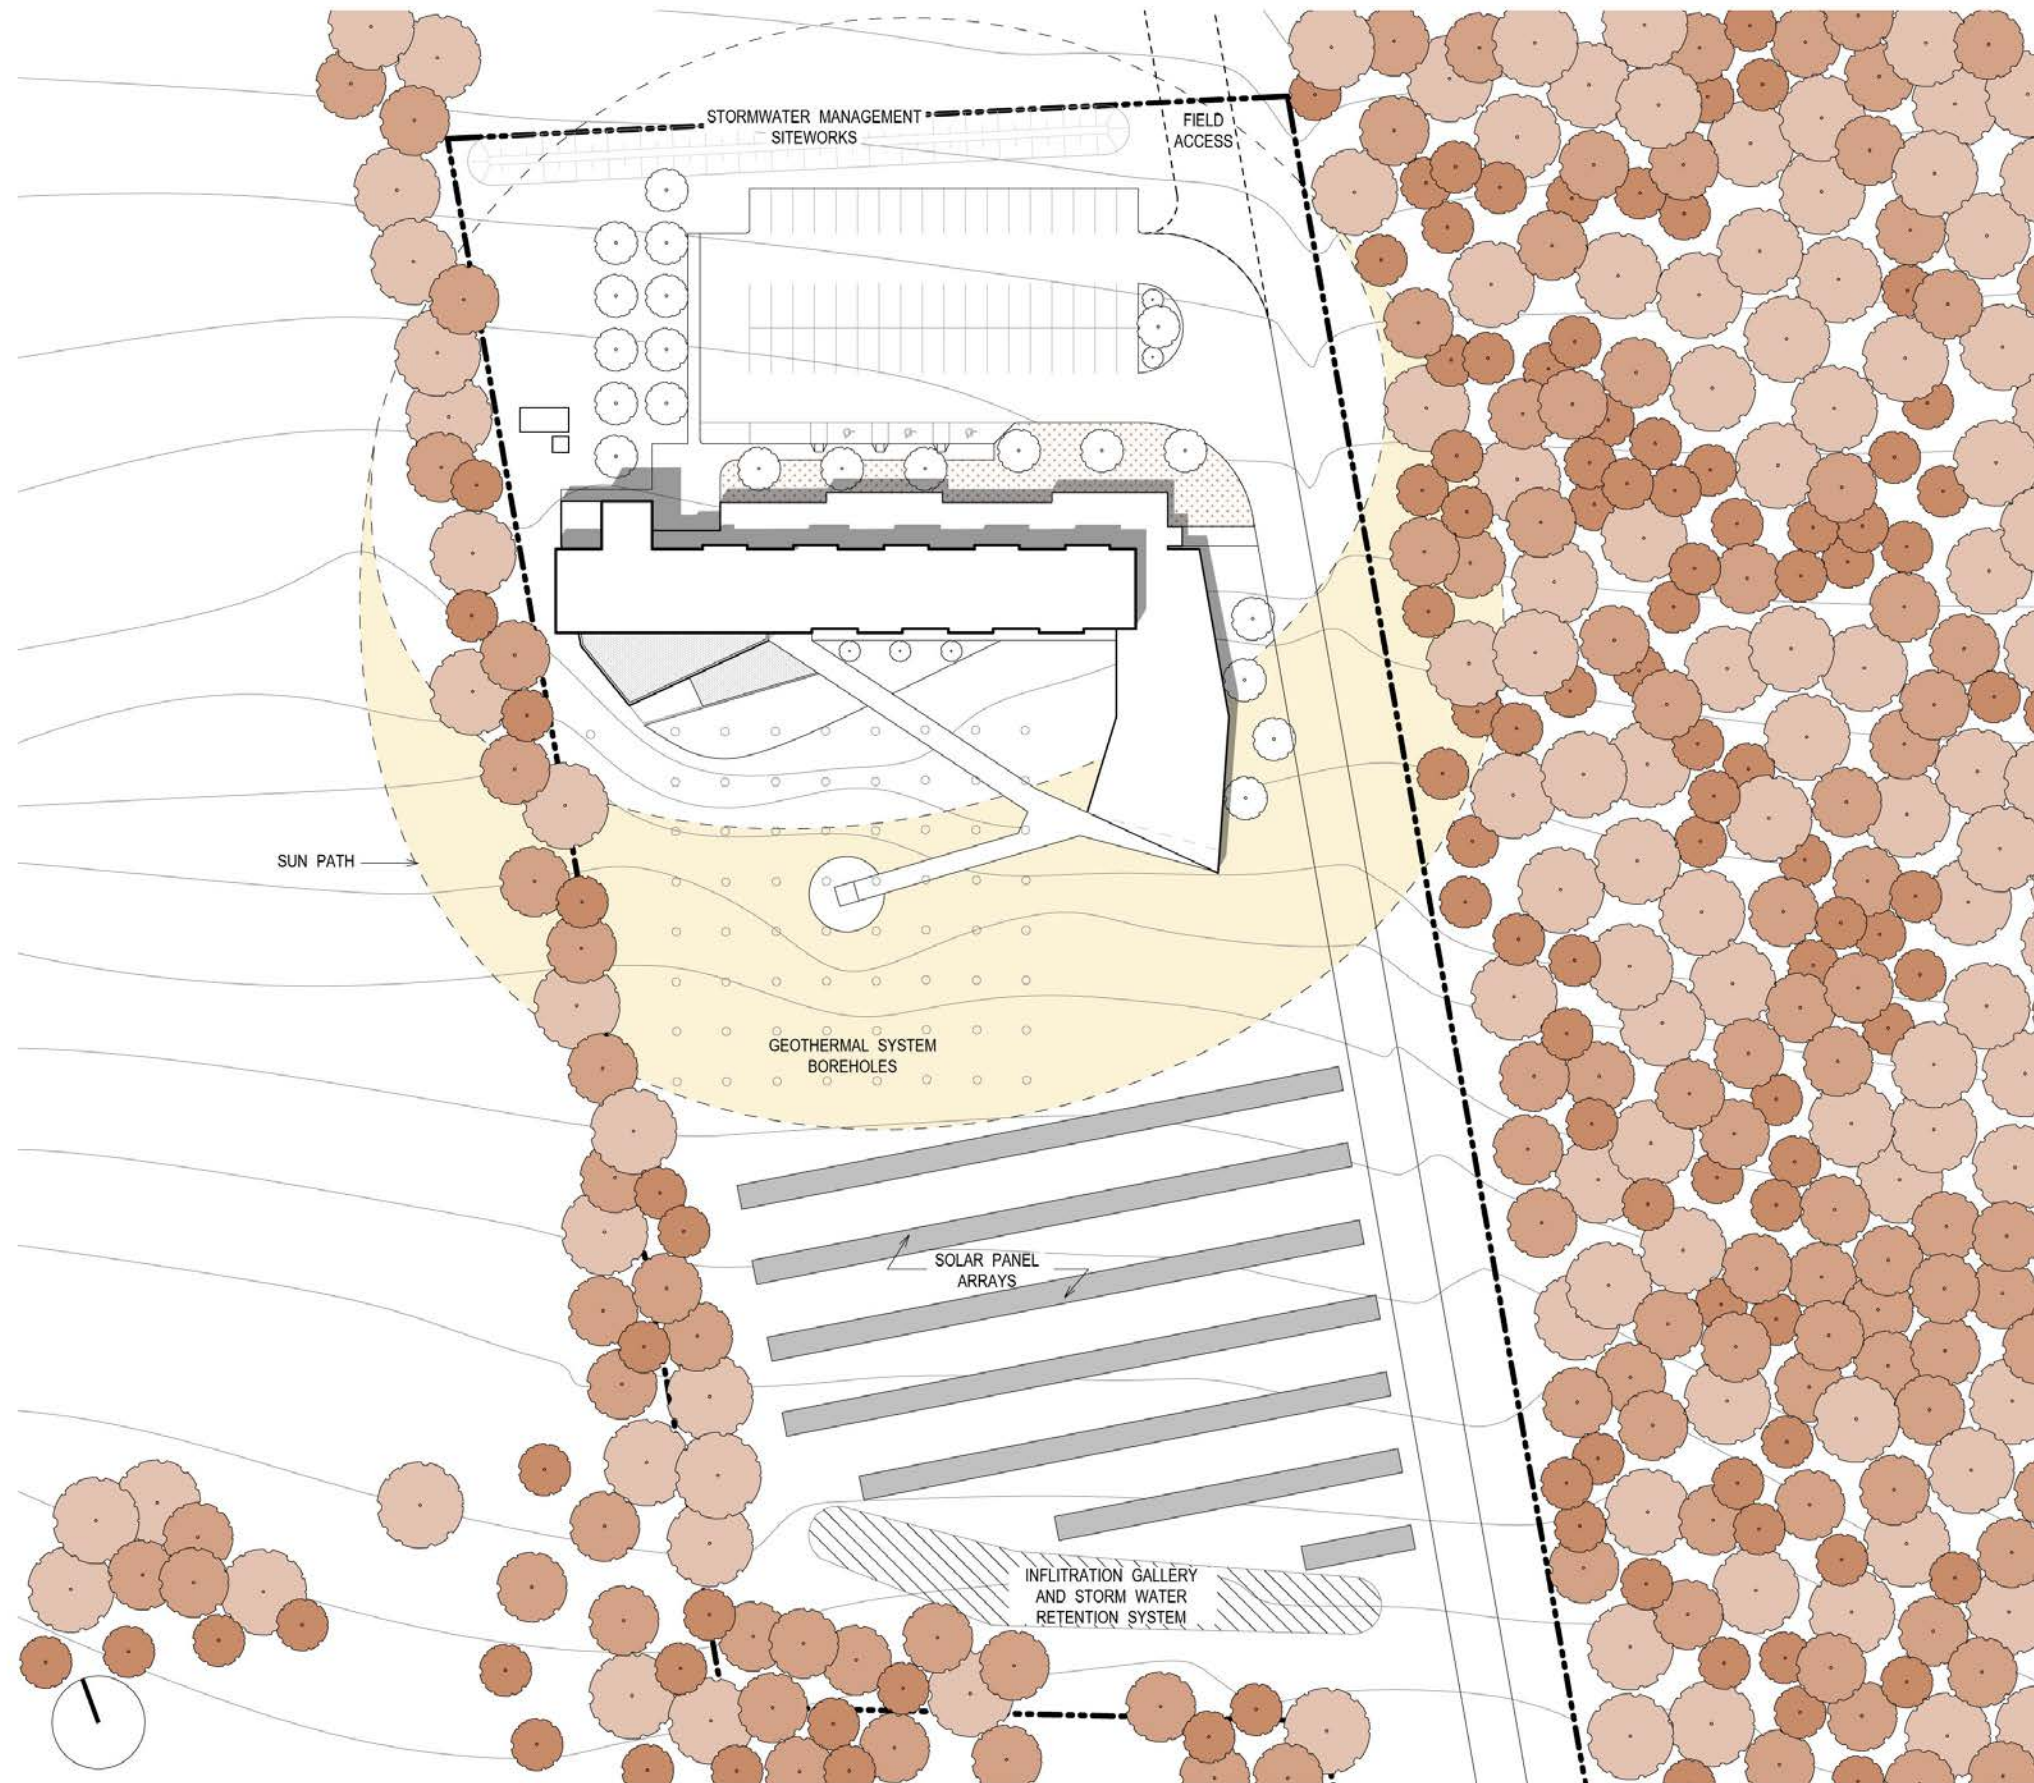 STORMWATER MANAGEMENT
SITEWORKS
FIELD
ACCESS
SUN PATH
GEOTHERMAL SYSTEM
BOREHOLES
SOLAR PANEL
ARRAYS
INFLITRATION GALLERY
AND STORM WATER
RETENTION SYSTEM